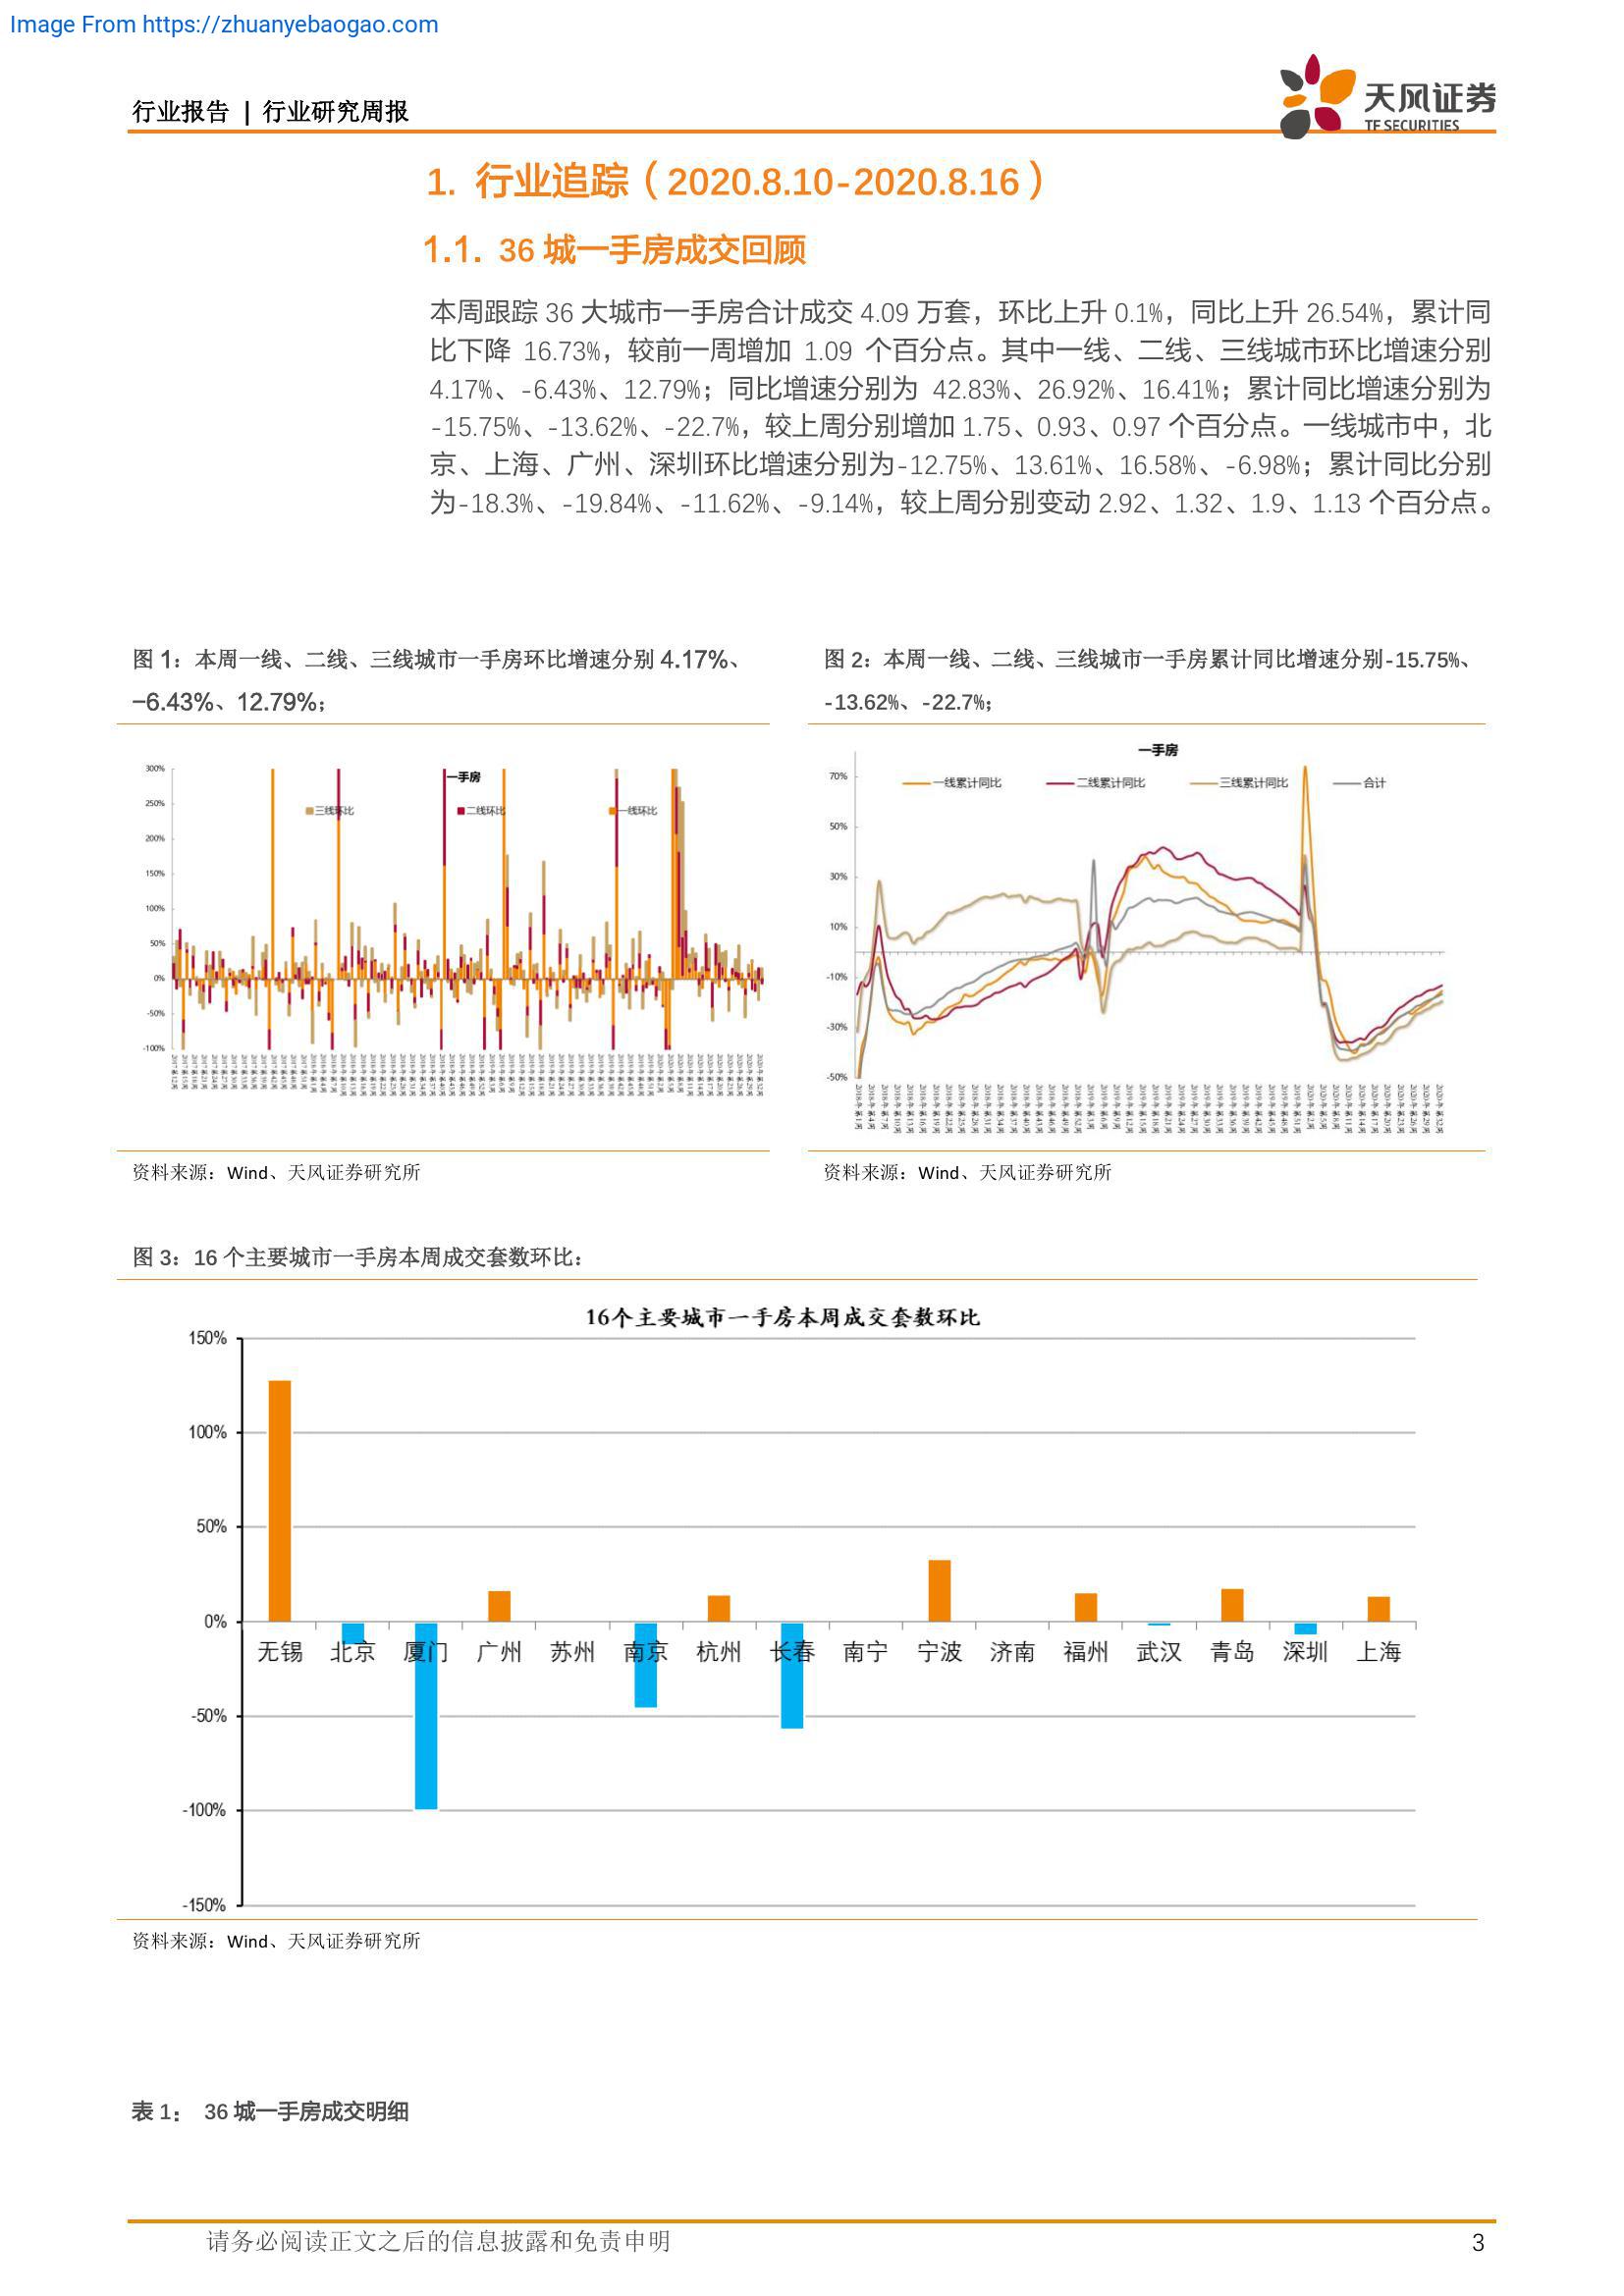 Image From https://zhuanyebaogao.com
行业报告 | 行业研究周报
天风证券
TF SECURITIES
1. 行业追踪（2020.8.10-2020.8.16）
1.1. 36 城一手房成交回顾
本周跟踪 36 大城市一手房合计成交 4.09 万套，环比上升 0.1%，同比上升 26.54%，累计同
比下降 16.73%，较前一周增加 1.09 个百分点。其中一线、二线、三线城市环比增速分别
4.17%、-6.43%、12.79%；同比增速分别为 42.83%、26.92%、16.41%；累计同比增速分别为
-15.75%、-13.62%、-22.7%，较上周分别增加 1.75、0.93、0.97 个百分点。一线城市中，北
京、上海、广州、深圳环比增速分别为-12.75%、13.61%、16.58%、-6.98%；累计同比分别
为-18.3%、-19.84%、-11.62%、-9.14%，较上周分别变动 2.92、1.32、1.9、1.13 个百分点。
图 1：本周一线、二线、三线城市一手房环比增速分别 4.17%、
-6.43%、12.79%；
一手房
三线环比 二线环比 一线环比
300%
250%
200%
150%
100%
50%
0%
-50%
-100%
资料来源：Wind、天风证券研究所
图 2：本周一线、二线、三线城市一手房累计同比增速分别-15.75%、
-13.62%、-22.7%；
一手房
一线累计同比 二线累计同比 三线累计同比 合计
70%
50%
30%
10%
-10%
-30%
-50%
资料来源：Wind、天风证券研究所
图 3：16 个主要城市一手房本周成交套数环比：
16个主要城市一手房本周成交套数环比
150%
100%
50%
0%
-50%
-100%
-150%
无锡 北京 厦门 广州 苏州 南京 杭州 长春 南宁 宁波 济南 福州 武汉 青岛 深圳 上海
资料来源：Wind、天风证券研究所
表 1： 36 城一手房成交明细
请务必阅读正文之后的信息披露和免责申明
3